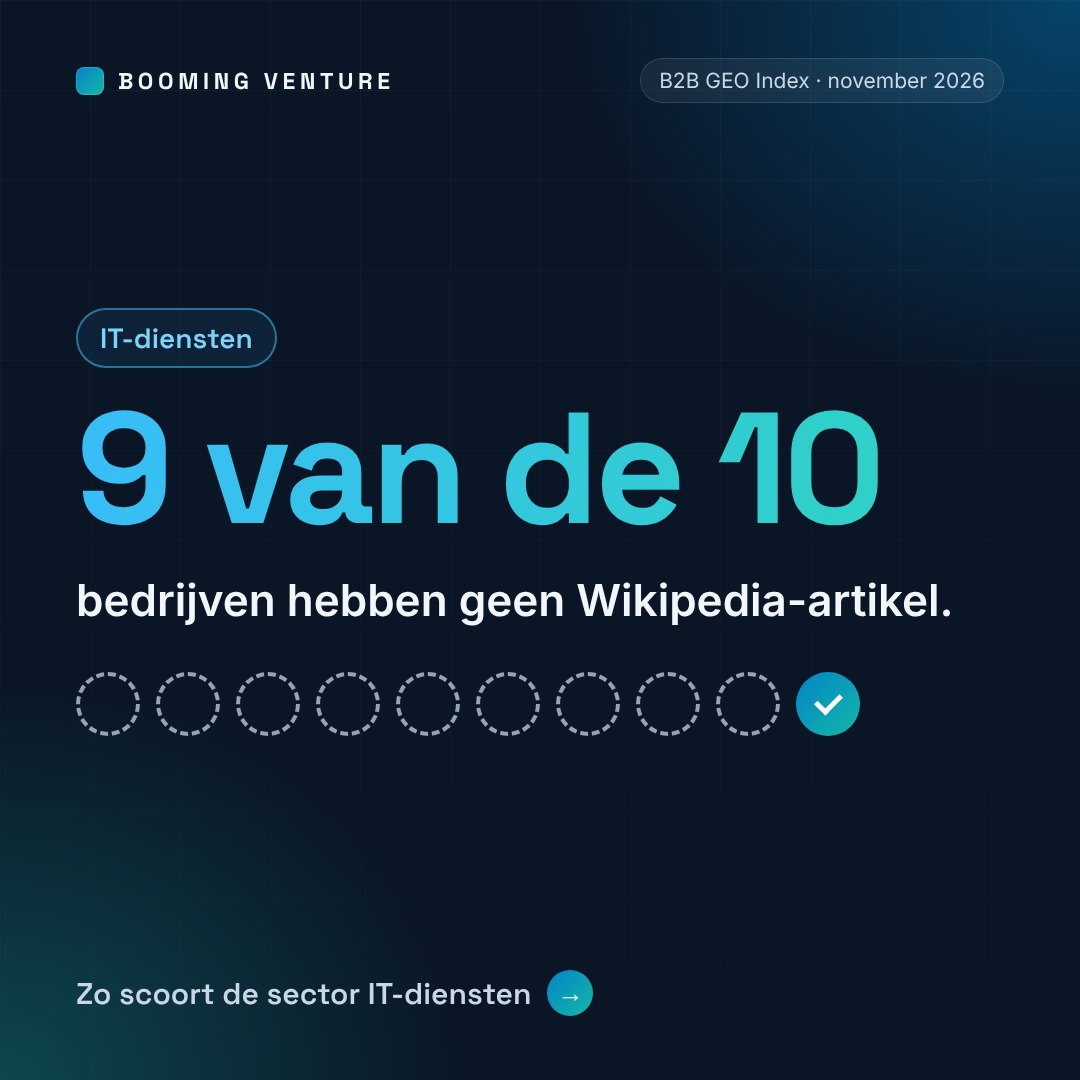 BOOMING VENTURE
B2B GEO Index · november 2026
IT-diensten
9 van de 10
bedrijven hebben geen Wikipedia-artikel.
Zo scoort de sector IT-diensten →